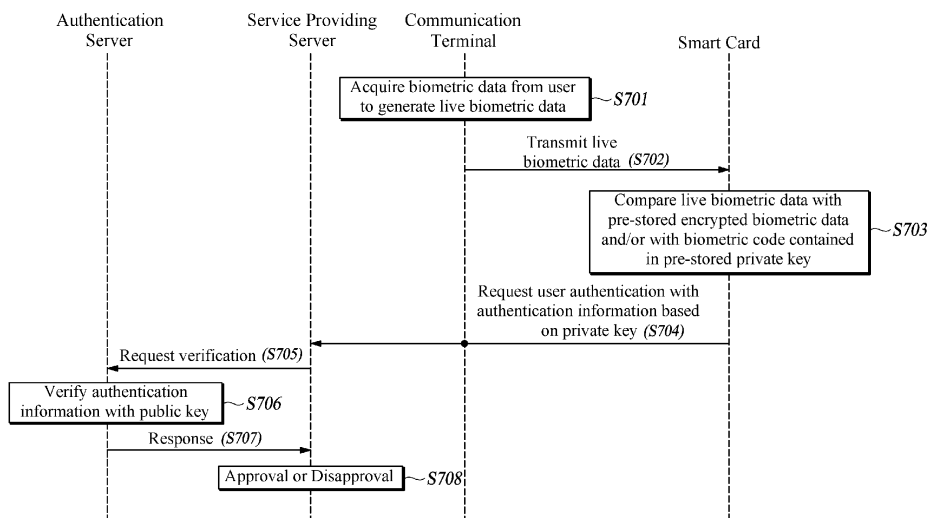 Authentication
Server
Service Providing
Server
Communication
Terminal
Smart Card
Acquire biometric data from user
to generate live biometric data
S701
Transmit live
biometric data (S702)
Compare live biometric data with
pre-stored encrypted biometric data
and/or with biometric code contained
in pre-stored private key
S703
Request user authentication with
authentication information based
on private key (S704)
Request verification (S705)
Verify authentication
information with public key
S706
Response (S707)
Approval or Disapproval
S708